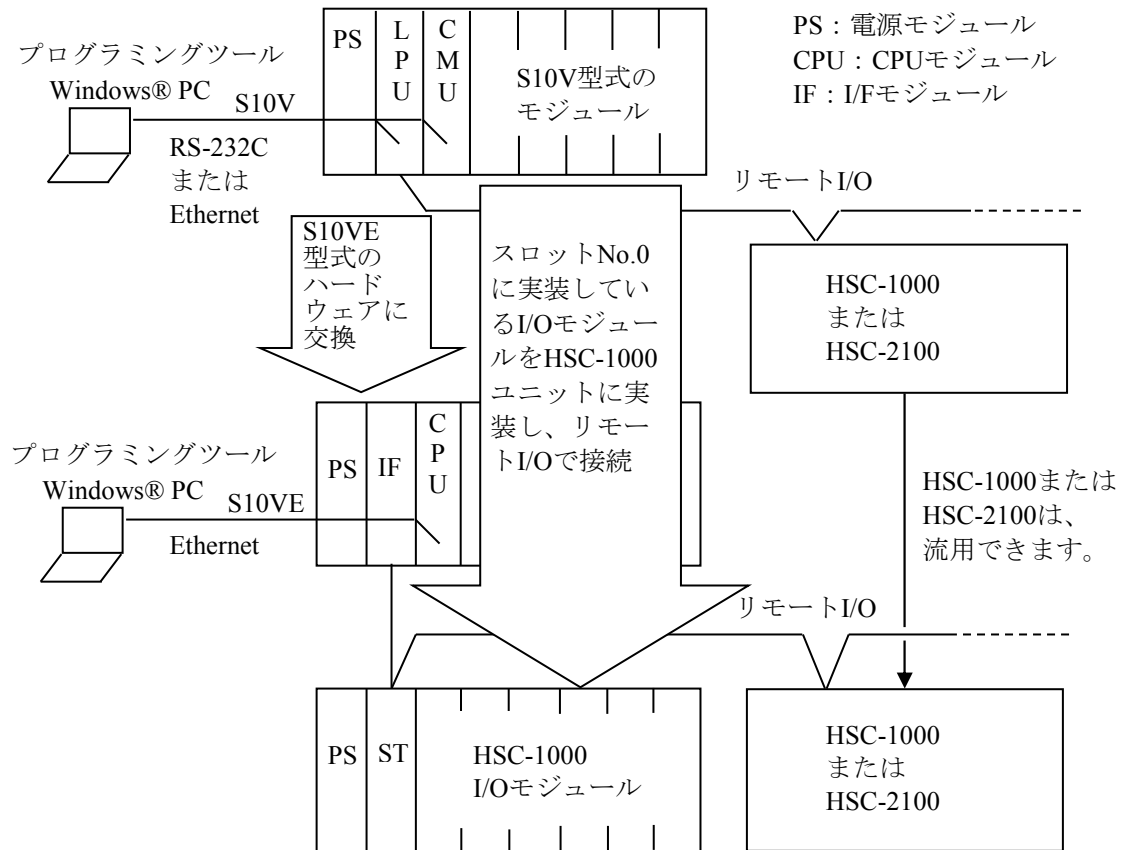 プログラミングツール
Windows® PC
S10V
RS-232C
または
Ethernet
PS
L
P
U
C
M
U
S10V型式の
モジュール
PS：電源モジュール
CPU：CPUモジュール
IF：I/Fモジュール
リモートI/O
S10VE
型式の
ハード
ウェアに
交換
スロットNo.0
に実装してい
るI/Oモジュー
ルをHSC-1000
ユニットに実
装し、リモー
トI/Oで接続
HSC-1000
または
HSC-2100
プログラミングツール
Windows® PC
S10VE
Ethernet
PS
IF
C
P
U
HSC-1000または
HSC-2100は、
流用できます。
リモートI/O
PS
ST
HSC-1000
I/Oモジュール
HSC-1000
または
HSC-2100